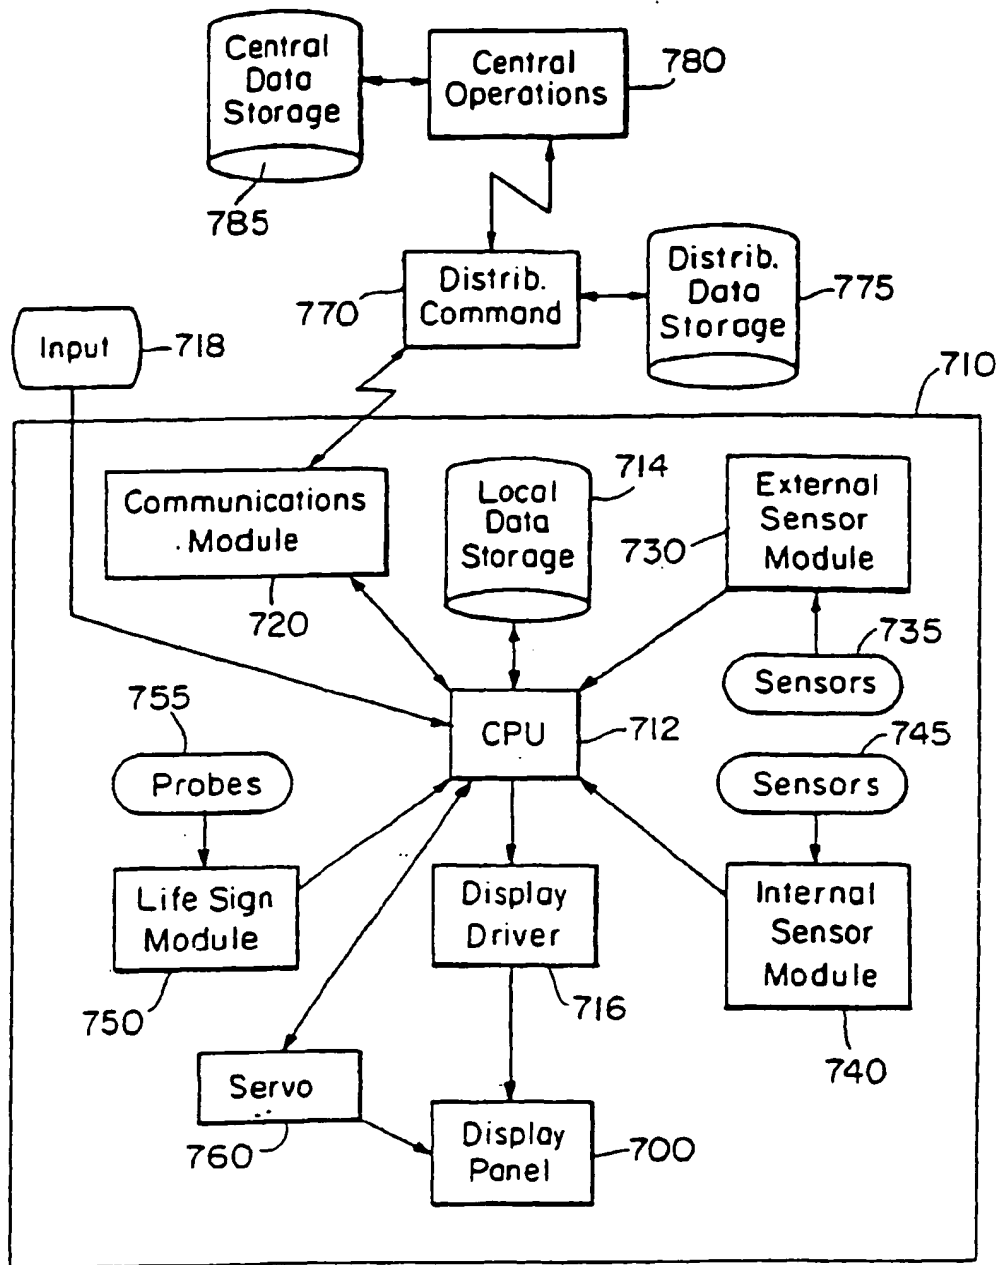 Central
Data
Storage
785
Central
Operations
780
Distrib.
Command
770
Distrib.
Data
Storage
775
Input
718
710
Communications
Module
720
Local
Data
Storage
714
External
Sensor
Module
730
Sensors
735
CPU
712
Probes
755
Sensors
745
Life Sign
Module
750
Display
Driver
716
Internal
Sensor
Module
740
Servo
760
Display
Panel
700